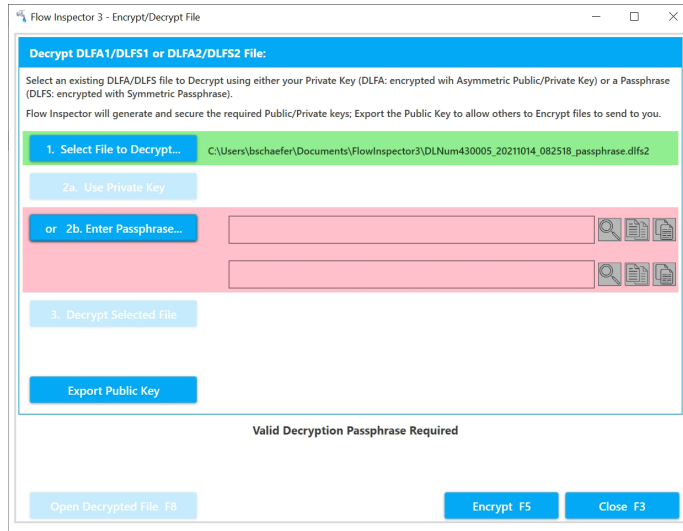 Flow Inspector 3 - Encrypt/Decrypt File
Decrypt DLFA1/DLFS1 or DLFA2/DLFS2 File:
Select an existing DLFA/DLFS file to Decrypt using either your Private Key (DLFA: encrypted wih Asymmetric Public/Private Key) or a Passphrase
(DLFS: encrypted with Symmetric Passphrase).
Flow Inspector will generate and secure the required Public/Private keys; Export the Public Key to allow others to Encrypt files to send to you.
1. Select File to Decrypt... C:\Users\bschaefer\Documents\FlowInspector3\DLNum430005_20211014_082518_passphrase.dlfs2
2a. Use Private Key
or 2b. Enter Passphrase...
3. Decrypt Selected File
Export Public Key
Valid Decryption Passphrase Required
Open Decrypted File F8 Encrypt F5 Close F3